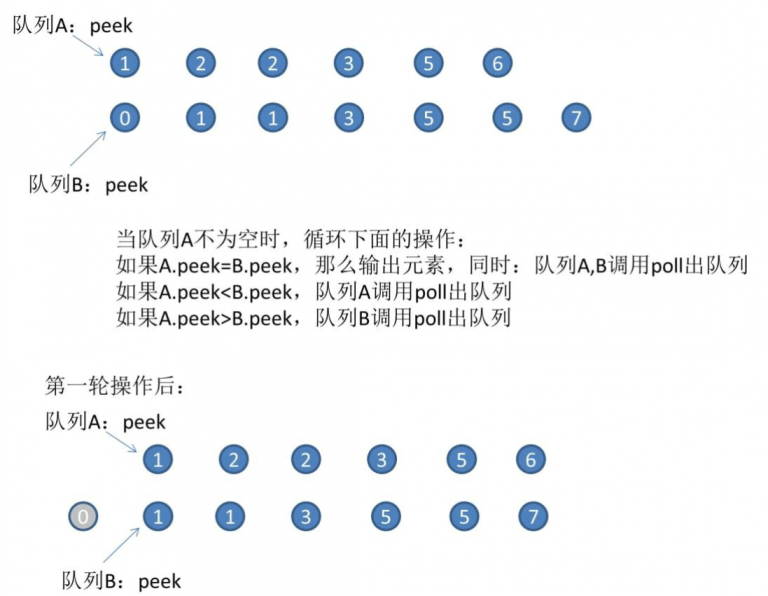 队列A：peek
1 2 2 3 5 6
0 1 1 3 5 5 7
队列B：peek
当队列A不为空时，循环下面的操作：
如果A.peek=B.peek，那么输出元素，同时：队列A,B调用poll出队列
如果A.peek<B.peek，队列A调用poll出队列
如果A.peek>B.peek，队列B调用poll出队列
第一轮操作后：
队列A：peek
1 2 2 3 5 6
0 1 1 3 5 5 7
队列B：peek